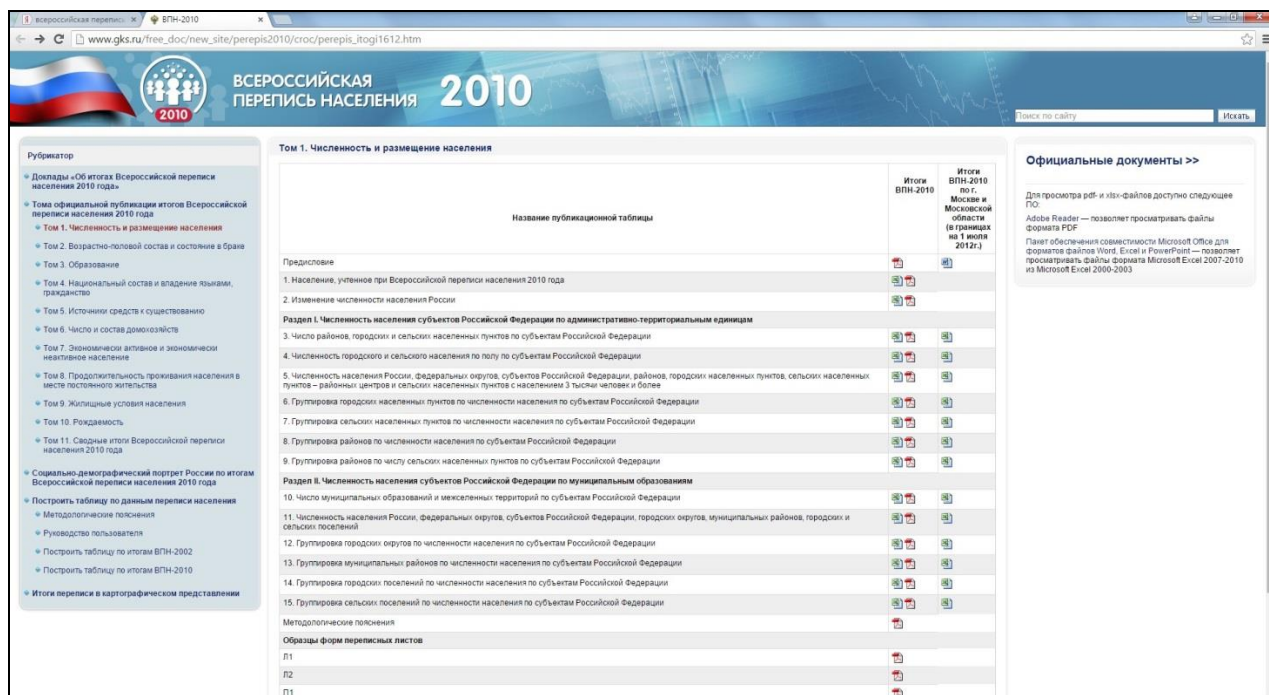 всероссийская перепись
ВПН-2010
www.gks.ru/free_doc/new_site/perepis2010/croc/perepis_itogi1612.htm
2010
ВСЕРОССИЙСКАЯ
ПЕРЕПИСЬ НАСЕЛЕНИЯ
2010
Поиск по сайту
Искать
Рубрикатор
Доклады «Об итогах Всероссийской переписи
населения 2010 года»
Тома официальной публикации итогов Всероссийской
переписи населения 2010 года
Том 1. Численность и размещение населения
Том 2. Возрастно-половой состав и состояние в браке
Том 3. Образование
Том 4. Национальный состав и владение языками,
гражданство
Том 5. Источники средств к существованию
Том 6. Число и состав домохозяйств
Том 7. Экономически активное и экономически
неактивное население
Том 8. Продолжительность проживания населения в
месте постоянного жительства
Том 9. Жилищные условия населения
Том 10. Рождаемость
Том 11. Сводные итоги Всероссийской переписи
населения 2010 года
Социально-демографический портрет России по итогам
Всероссийской переписи населения 2010 года
Построить таблицу по данным переписи населения
Методологические пояснения
Руководство пользователя
Построить таблицу по итогам ВПН-2002
Построить таблицу по итогам ВПН-2010
Итоги переписи в картографическом представлении
Том 1. Численность и размещение населения
Название публикационной таблицы
Итоги
ВПН-2010
Итоги
ВПН-2010
по г.
Москве и
Московской
области
(в границах
на 1 июля
2012г.)
Предисловие
1. Население, учтенное при Всероссийской переписи населения 2010 года
2. Изменение численности населения России
Раздел I. Численность населения субъектов Российской Федерации по административно-территориальным единицам
3. Число районов, городских и сельских населенных пунктов по субъектам Российской Федерации
4. Численность городского и сельского населения по полу по субъектам Российской Федерации
5. Численность населения России, федеральных округов, субъектов Российской Федерации, районов, городских населенных пунктов, сельских населенных
пунктов – районных центров и сельских населенных пунктов с населением 3 тысячи человек и более
6. Группировка городских населенных пунктов по численности населения по субъектам Российской Федерации
7. Группировка сельских населенных пунктов по численности населения по субъектам Российской Федерации
8. Группировка районов по численности населения по субъектам Российской Федерации
9. Группировка районов по числу сельских населенных пунктов по субъектам Российской Федерации
Раздел II. Численность населения субъектов Российской Федерации по муниципальным образованиям
10. Число муниципальных образований и межселенных территорий по субъектам Российской Федерации
11. Численность населения России, федеральных округов, субъектов Российской Федерации, городских округов, муниципальных районов, городских и
сельских поселений
12. Группировка городских округов по численности населения по субъектам Российской Федерации
13. Группировка муниципальных районов по численности населения по субъектам Российской Федерации
14. Группировка городских поселений по численности населения по субъектам Российской Федерации
15. Группировка сельских поселений по численности населения по субъектам Российской Федерации
Методологические пояснения
Образцы форм переписных листов
Л1
Л2
П1
Официальные документы >>
Для просмотра pdf- и xlsx-файлов доступно следующее
ПО:
Adobe Reader — позволяет просматривать файлы
формата PDF
Пакет обеспечения совместимости Microsoft Office для
форматов файлов Word, Excel и PowerPoint — позволяет
просматривать файлы формата Microsoft Excel 2007-2010
из Microsoft Excel 2000-2003